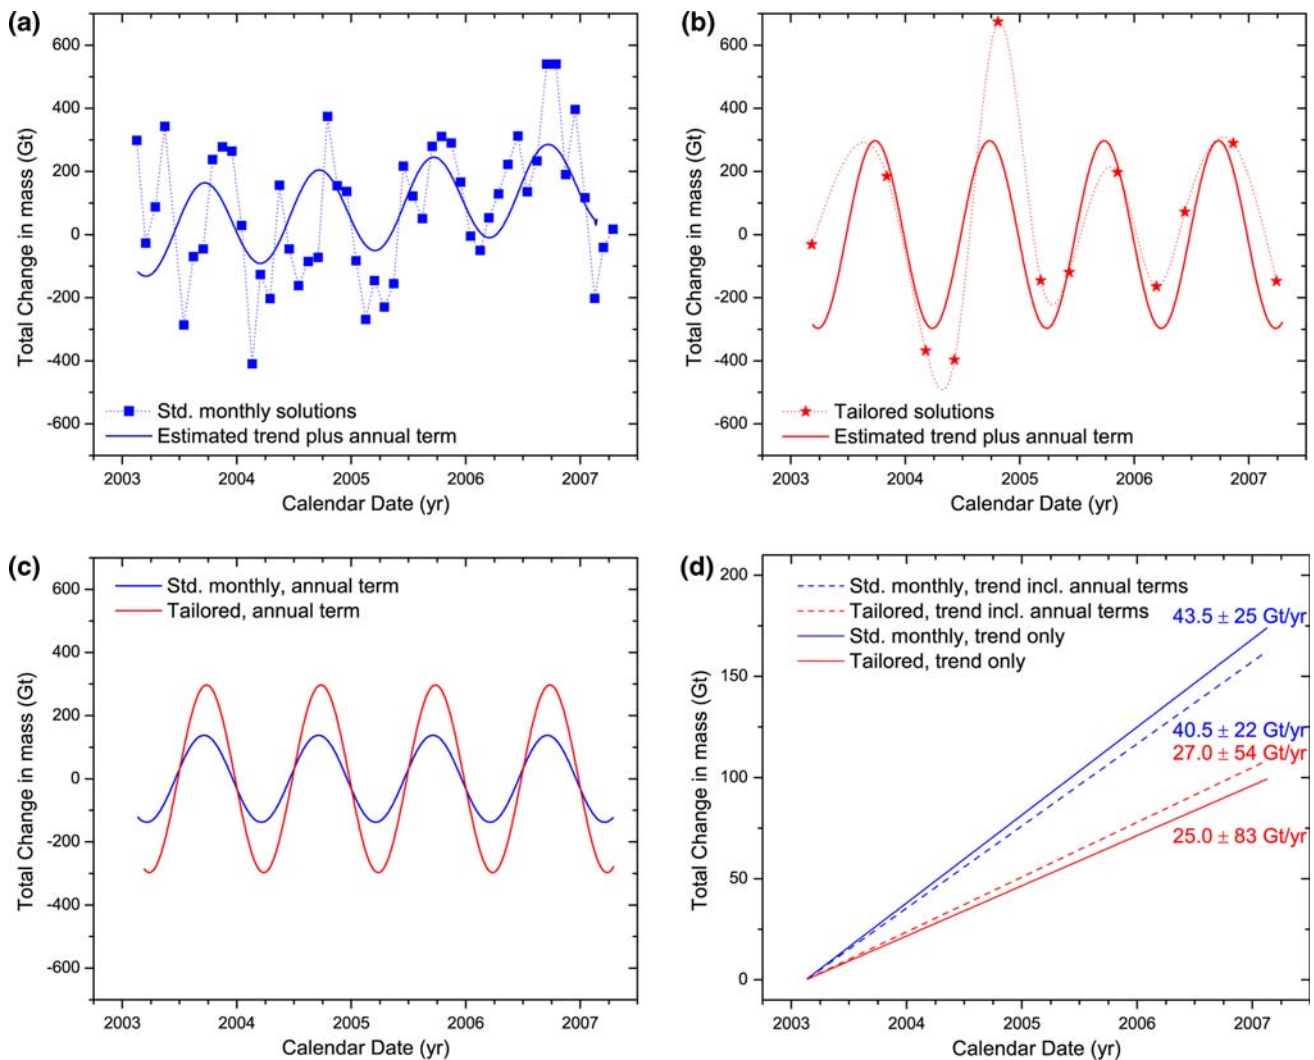 (a)
600
400
200
0
-200
-400
-600
Total Change in mass (Gt)
Std. monthly solutions
Estimated trend plus annual term
2003 2004 2005 2006 2007
Calendar Date (yr)
(b)
600
400
200
0
-200
-400
-600
Total Change in mass (Gt)
Tailored solutions
Estimated trend plus annual term
2003 2004 2005 2006 2007
Calendar Date (yr)
(c)
600
400
200
0
-200
-400
-600
Total Change in mass (Gt)
Std. monthly, annual term
Tailored, annual term
2003 2004 2005 2006 2007
Calendar Date (yr)
(d)
200
150
100
50
0
Total Change in mass (Gt)
Std. monthly, trend incl. annual terms
Tailored, trend incl. annual terms
Std. monthly, trend only
Tailored, trend only
43.5 ± 25 Gt/yr
40.5 ± 22 Gt/yr
27.0 ± 54 Gt/yr
25.0 ± 83 Gt/yr
2003 2004 2005 2006 2007
Calendar Date (yr)